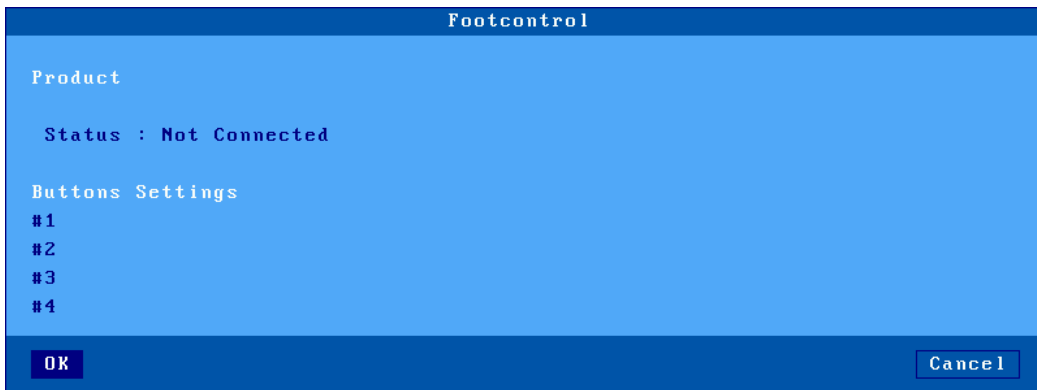 Footcontrol
Product
Status : Not Connected
Buttons Settings
#1
#2
#3
#4
OK Cancel